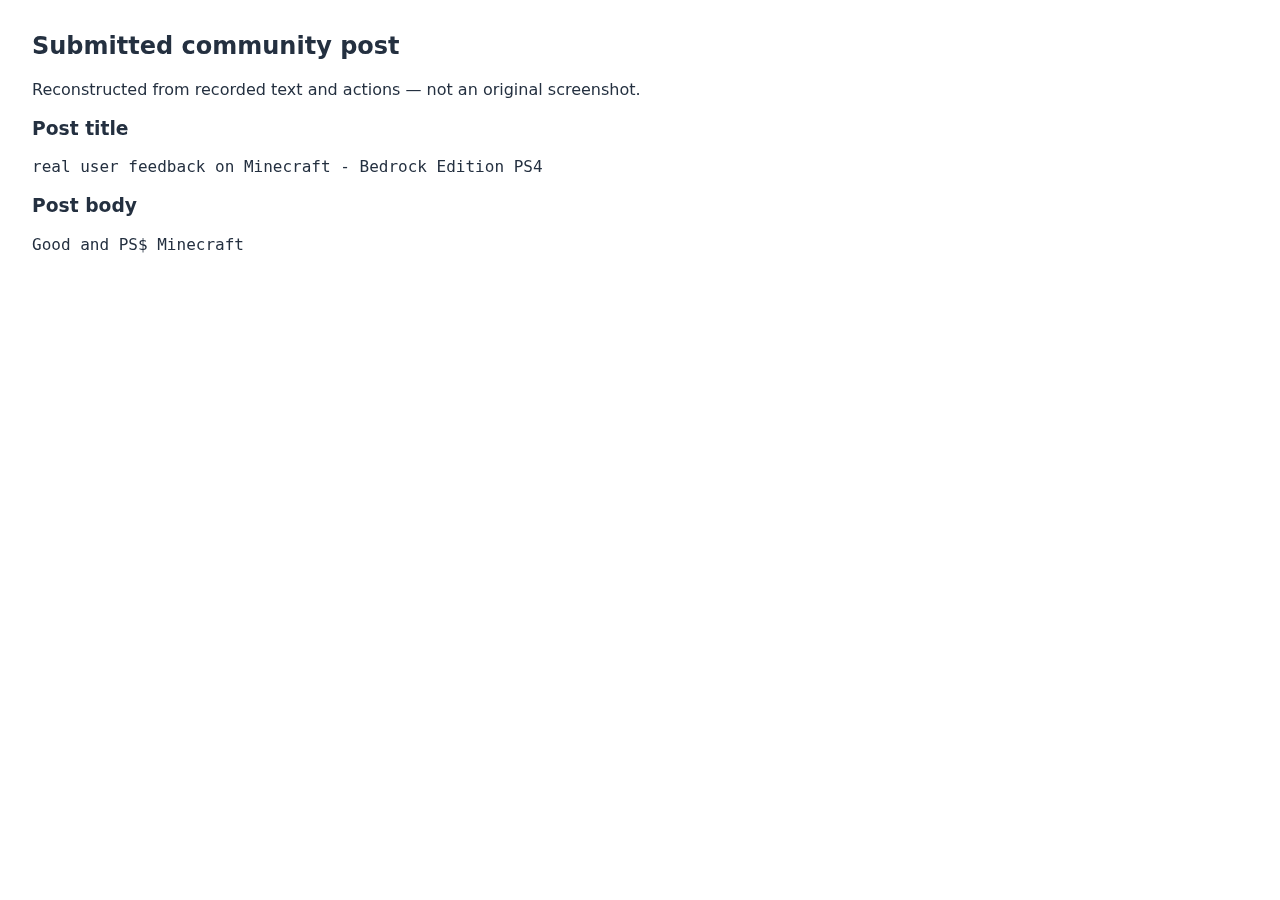 Submitted community post
Reconstructed from recorded text and actions — not an original screenshot.
Post title
real user feedback on Minecraft - Bedrock Edition PS4
Post body
Good and PS$ Minecraft